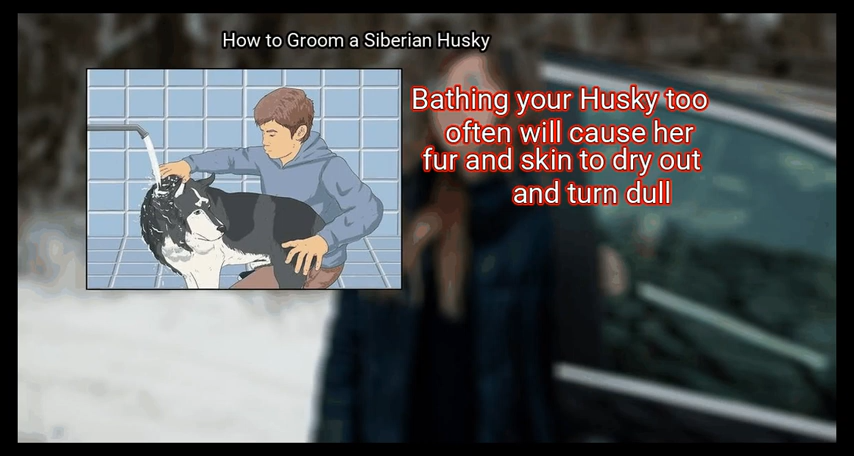 How to Groom a Siberian Husky
Bathing your Husky too
often will cause her
fur and skin to dry out
and turn dull